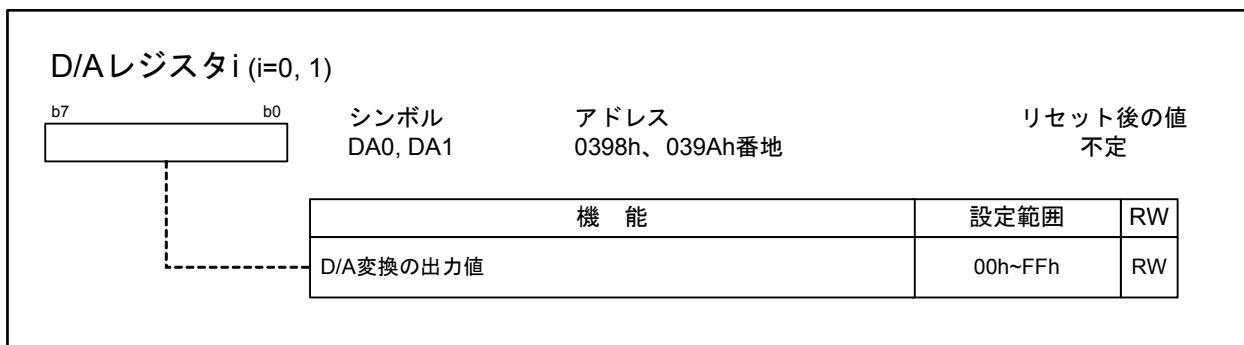 D/Aレジスタi (i=0, 1)
b7 b0 シンボル アドレス リセット後の値
DA0, DA1 0398h、039Ah番地 不定
機 能 設定範囲 RW
D/A変換の出力値 00h~FFh RW